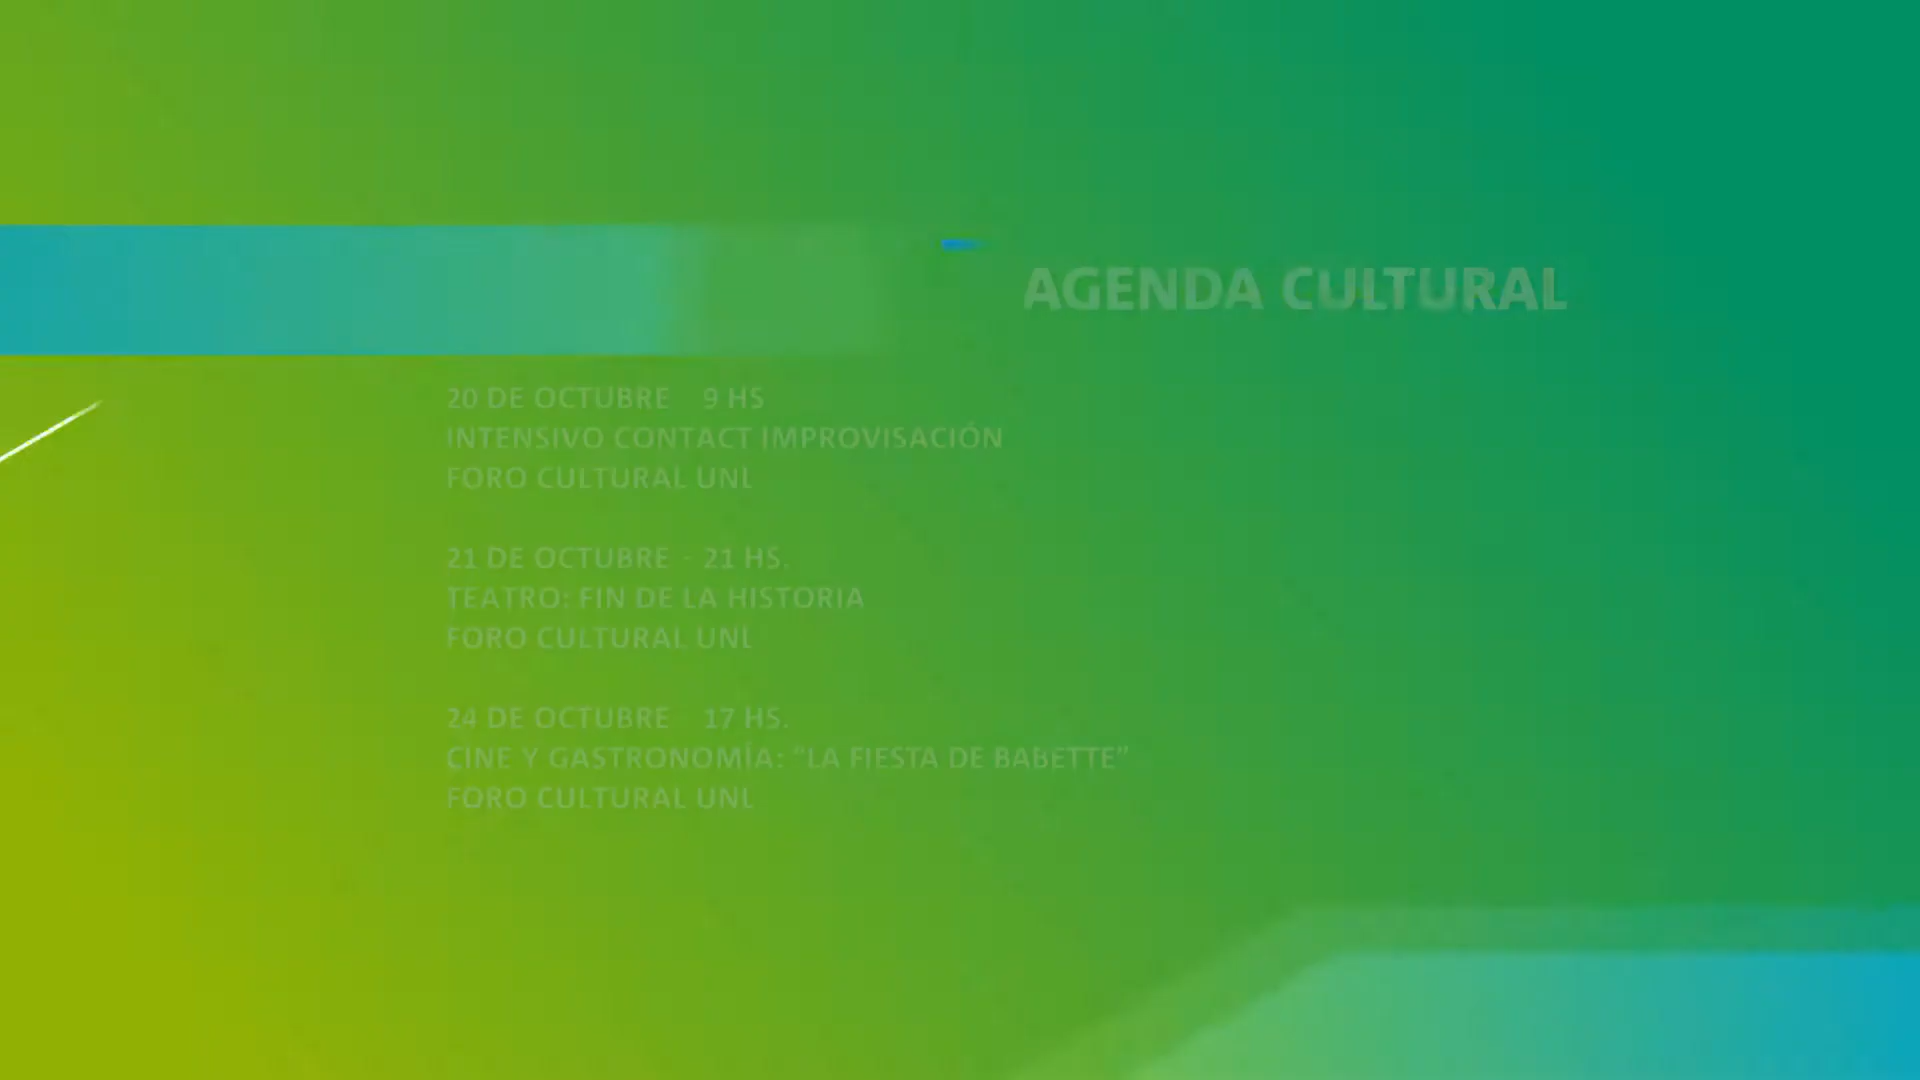 AGENDA CULTURAL
20 DE OCTUBRE - 9 HS
INTENSIVO CONTACT IMPROVISACIÓN
FORO CULTURAL UNL
21 DE OCTUBRE - 21 HS.
TEATRO: FIN DE LA HISTORIA
FORO CULTURAL UNL
24 DE OCTUBRE - 17 HS.
CINE Y GASTRONOMÍA: “LA FIESTA DE BABETTE”
FORO CULTURAL UNL